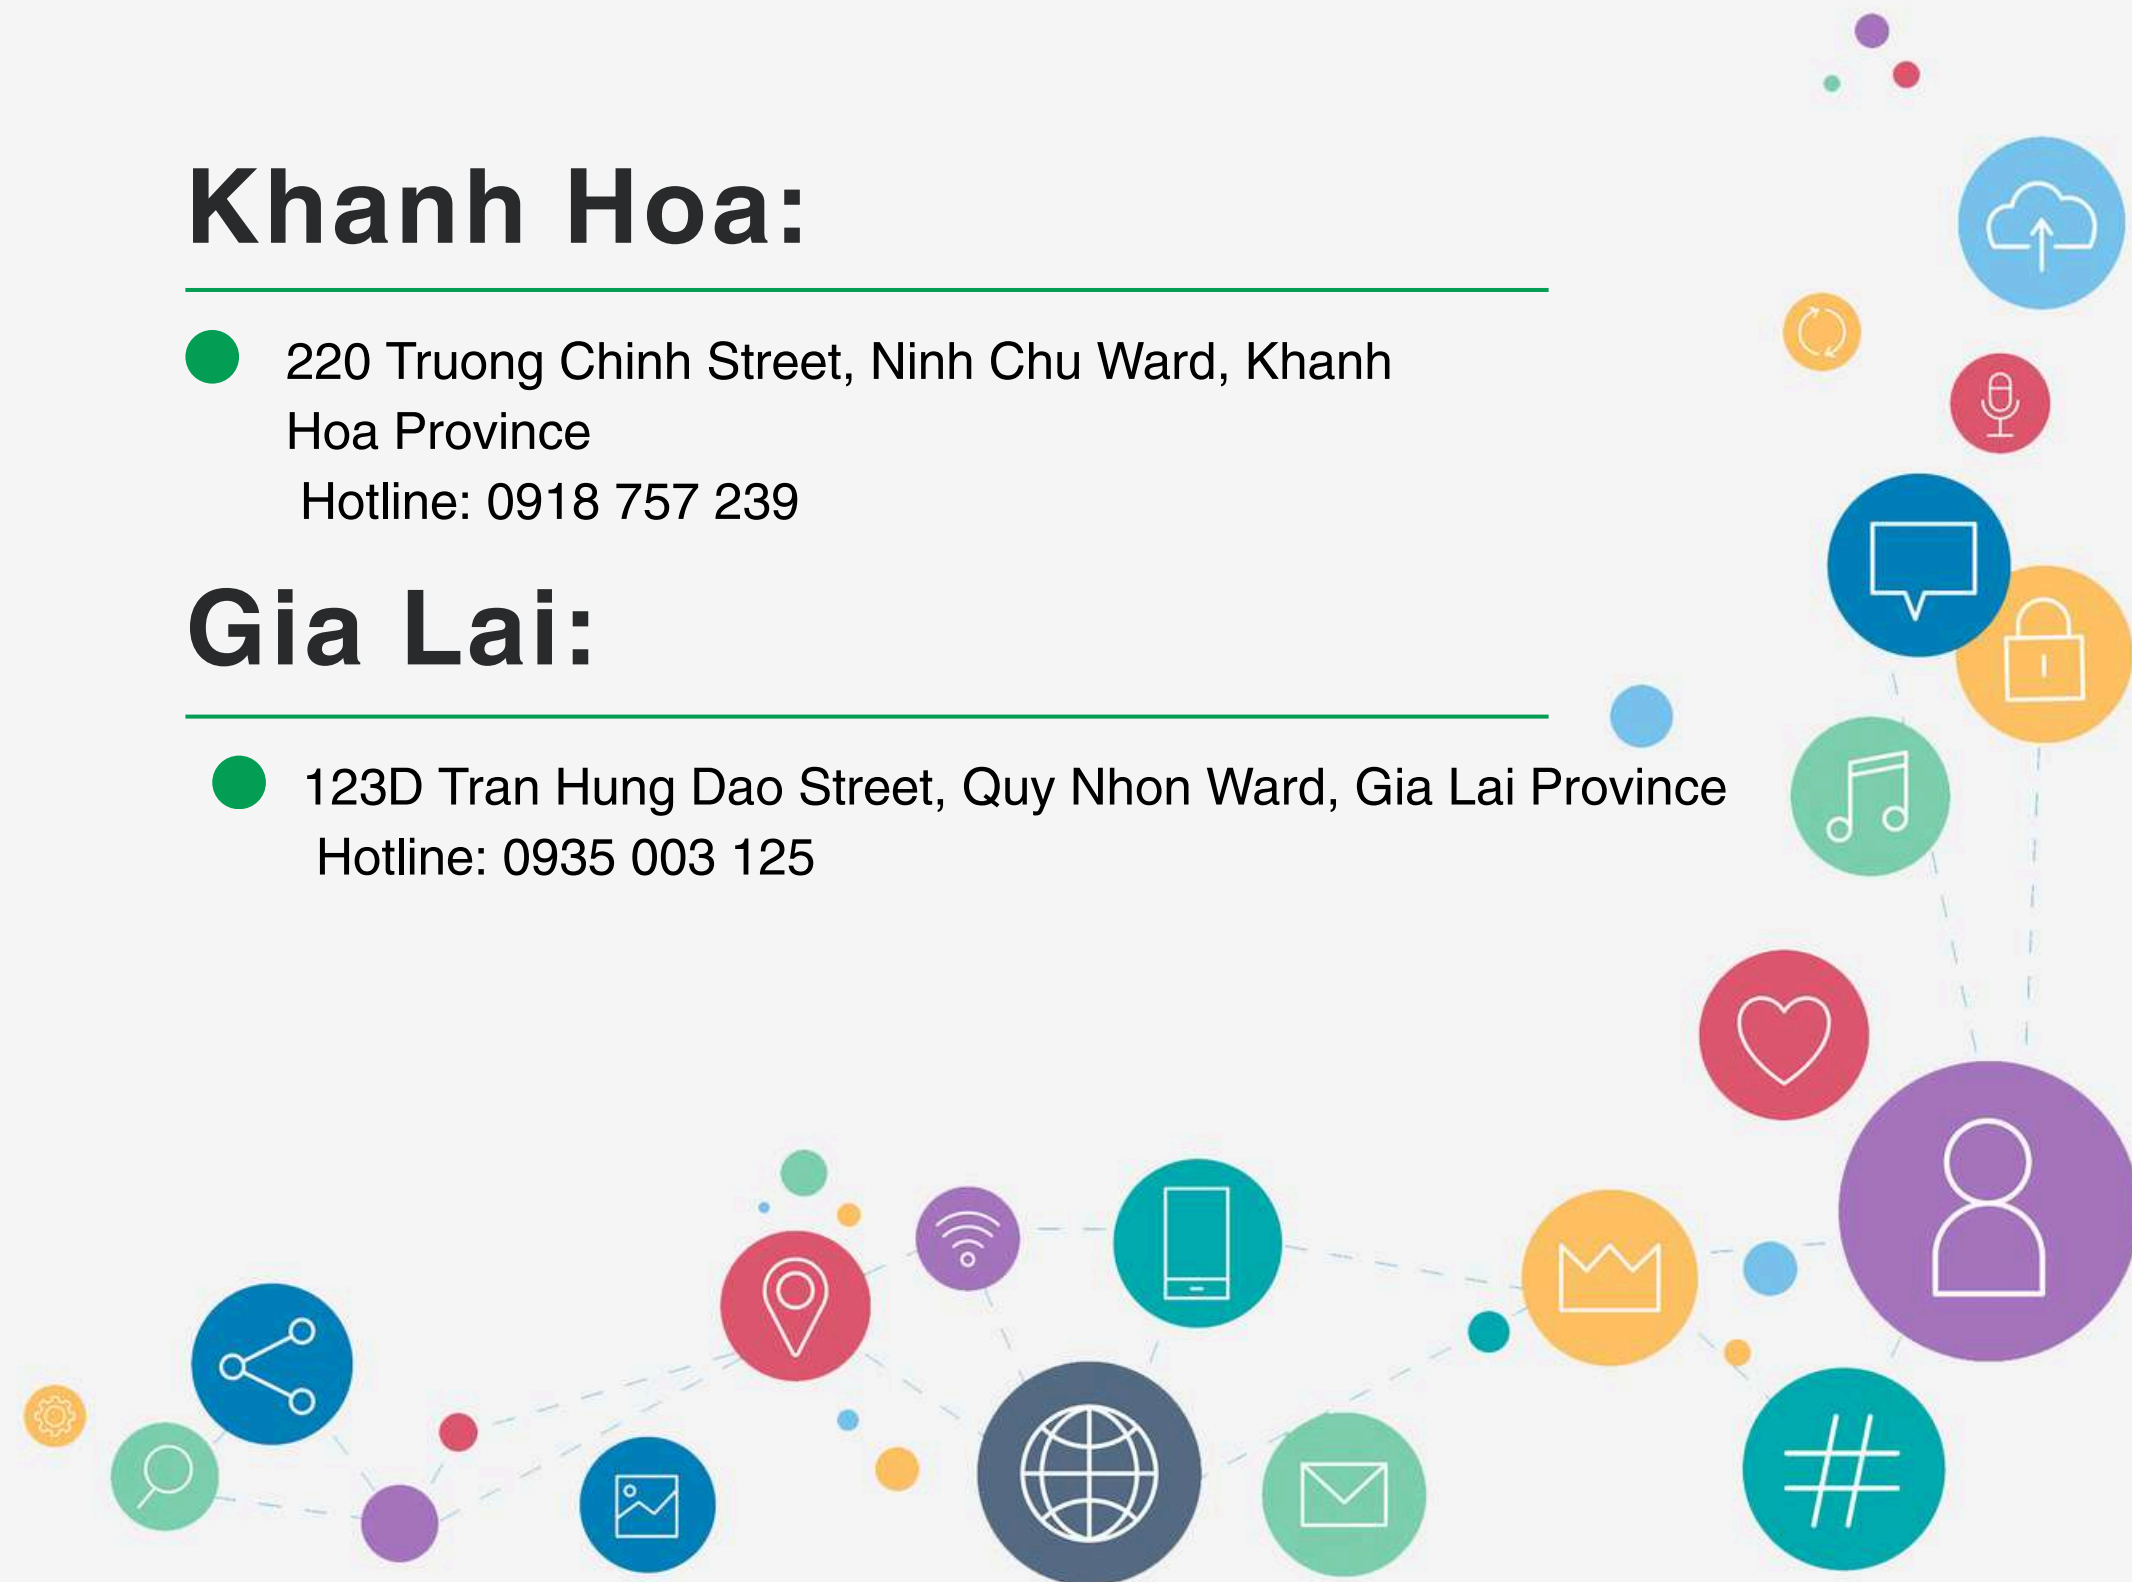 Khanh Hoa:
220 Truong Chinh Street, Ninh Chu Ward, Khanh
Hoa Province
Hotline: 0918 757 239
Gia Lai:
123D Tran Hung Dao Street, Quy Nhon Ward, Gia Lai Province
Hotline: 0935 003 125